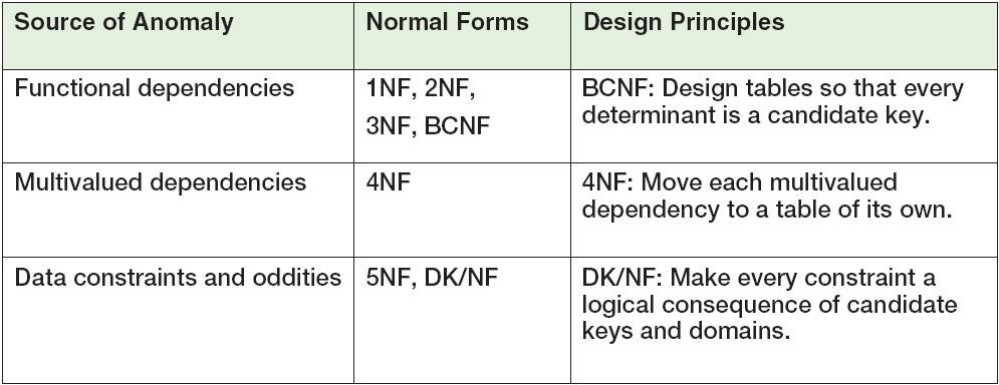 Source of Anomaly
Normal Forms
Design Principles
Functional dependencies
1NF, 2NF,
3NF, BCNF
BCNF: Design tables so that every
determinant is a candidate key.
Multivalued dependencies
4NF
4NF: Move each multivalued
dependency to a table of its own.
Data constraints and oddities
5NF, DK/NF
DK/NF: Make every constraint a
logical consequence of candidate
keys and domains.